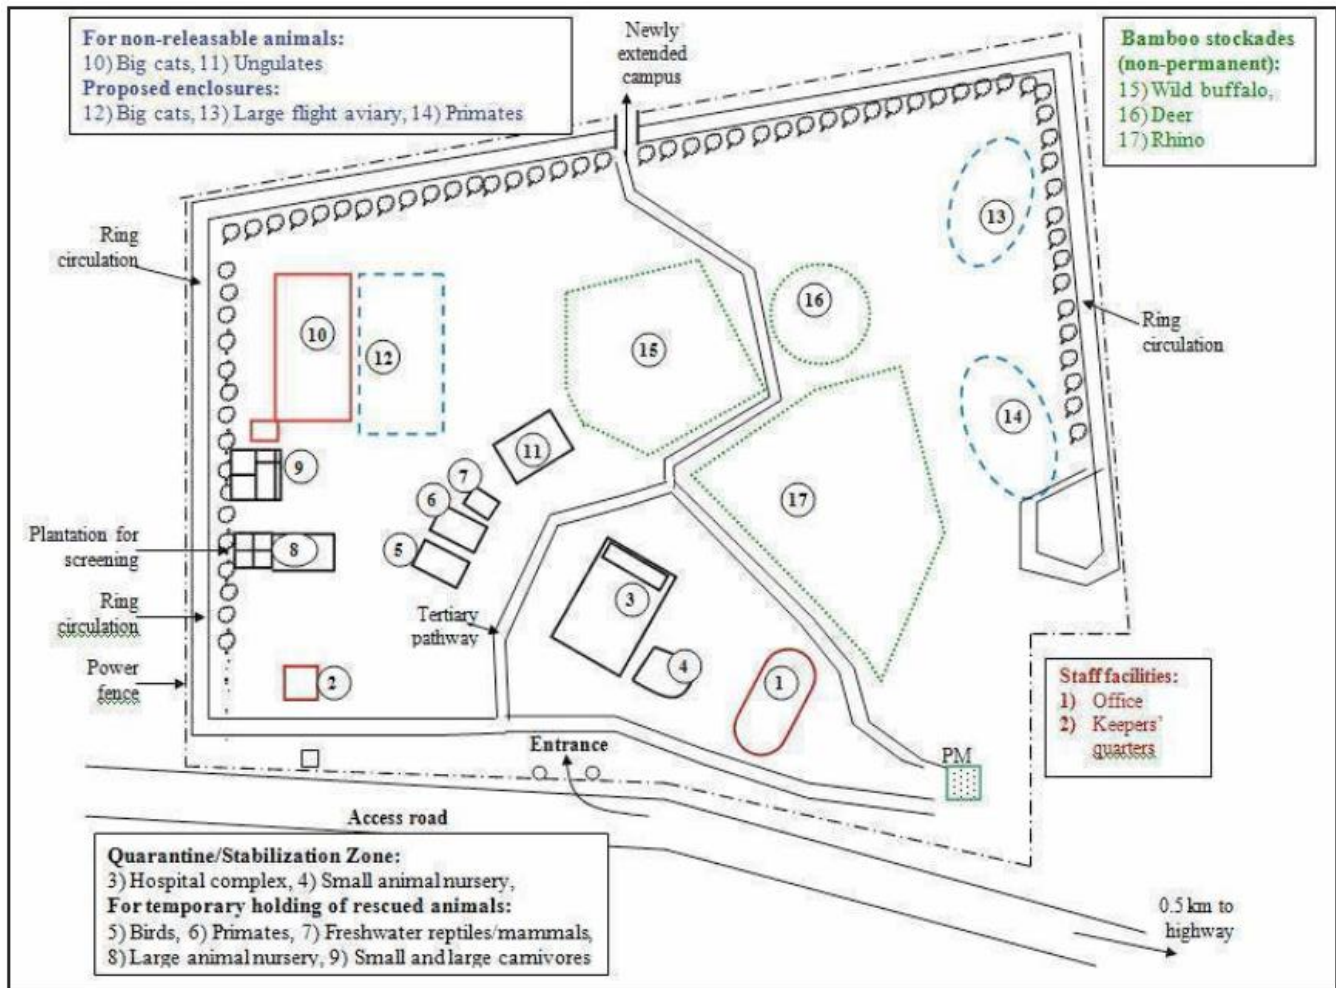 For non-releasable animals:
10) Big cats, 11) Ungulates
Proposed enclosures:
12) Big cats, 13) Large flight aviary, 14) Primates
Newly
extended
campus
Bamboo stockades
(non-permanent):
15) Wild buffalo,
16) Deer
17) Rhino
Ring
circulation
13
16
10
12
15
Ring
circulation
14
11
9
7
6
17
Plantation for
screening
8
5
3
Ring
circulation
Tertiary
pathway
4
Power
fence
2
1
Staff facilities:
1) Office
2) Keepers'
quarters
Entrance
PM
Access road
Quarantine/Stabilization Zone:
3) Hospital complex, 4) Small animal nursery,
For temporary holding of rescued animals:
5) Birds, 6) Primates, 7) Freshwater reptiles/mammals,
8) Large animal nursery, 9) Small and large carnivores
0.5 km to
highway